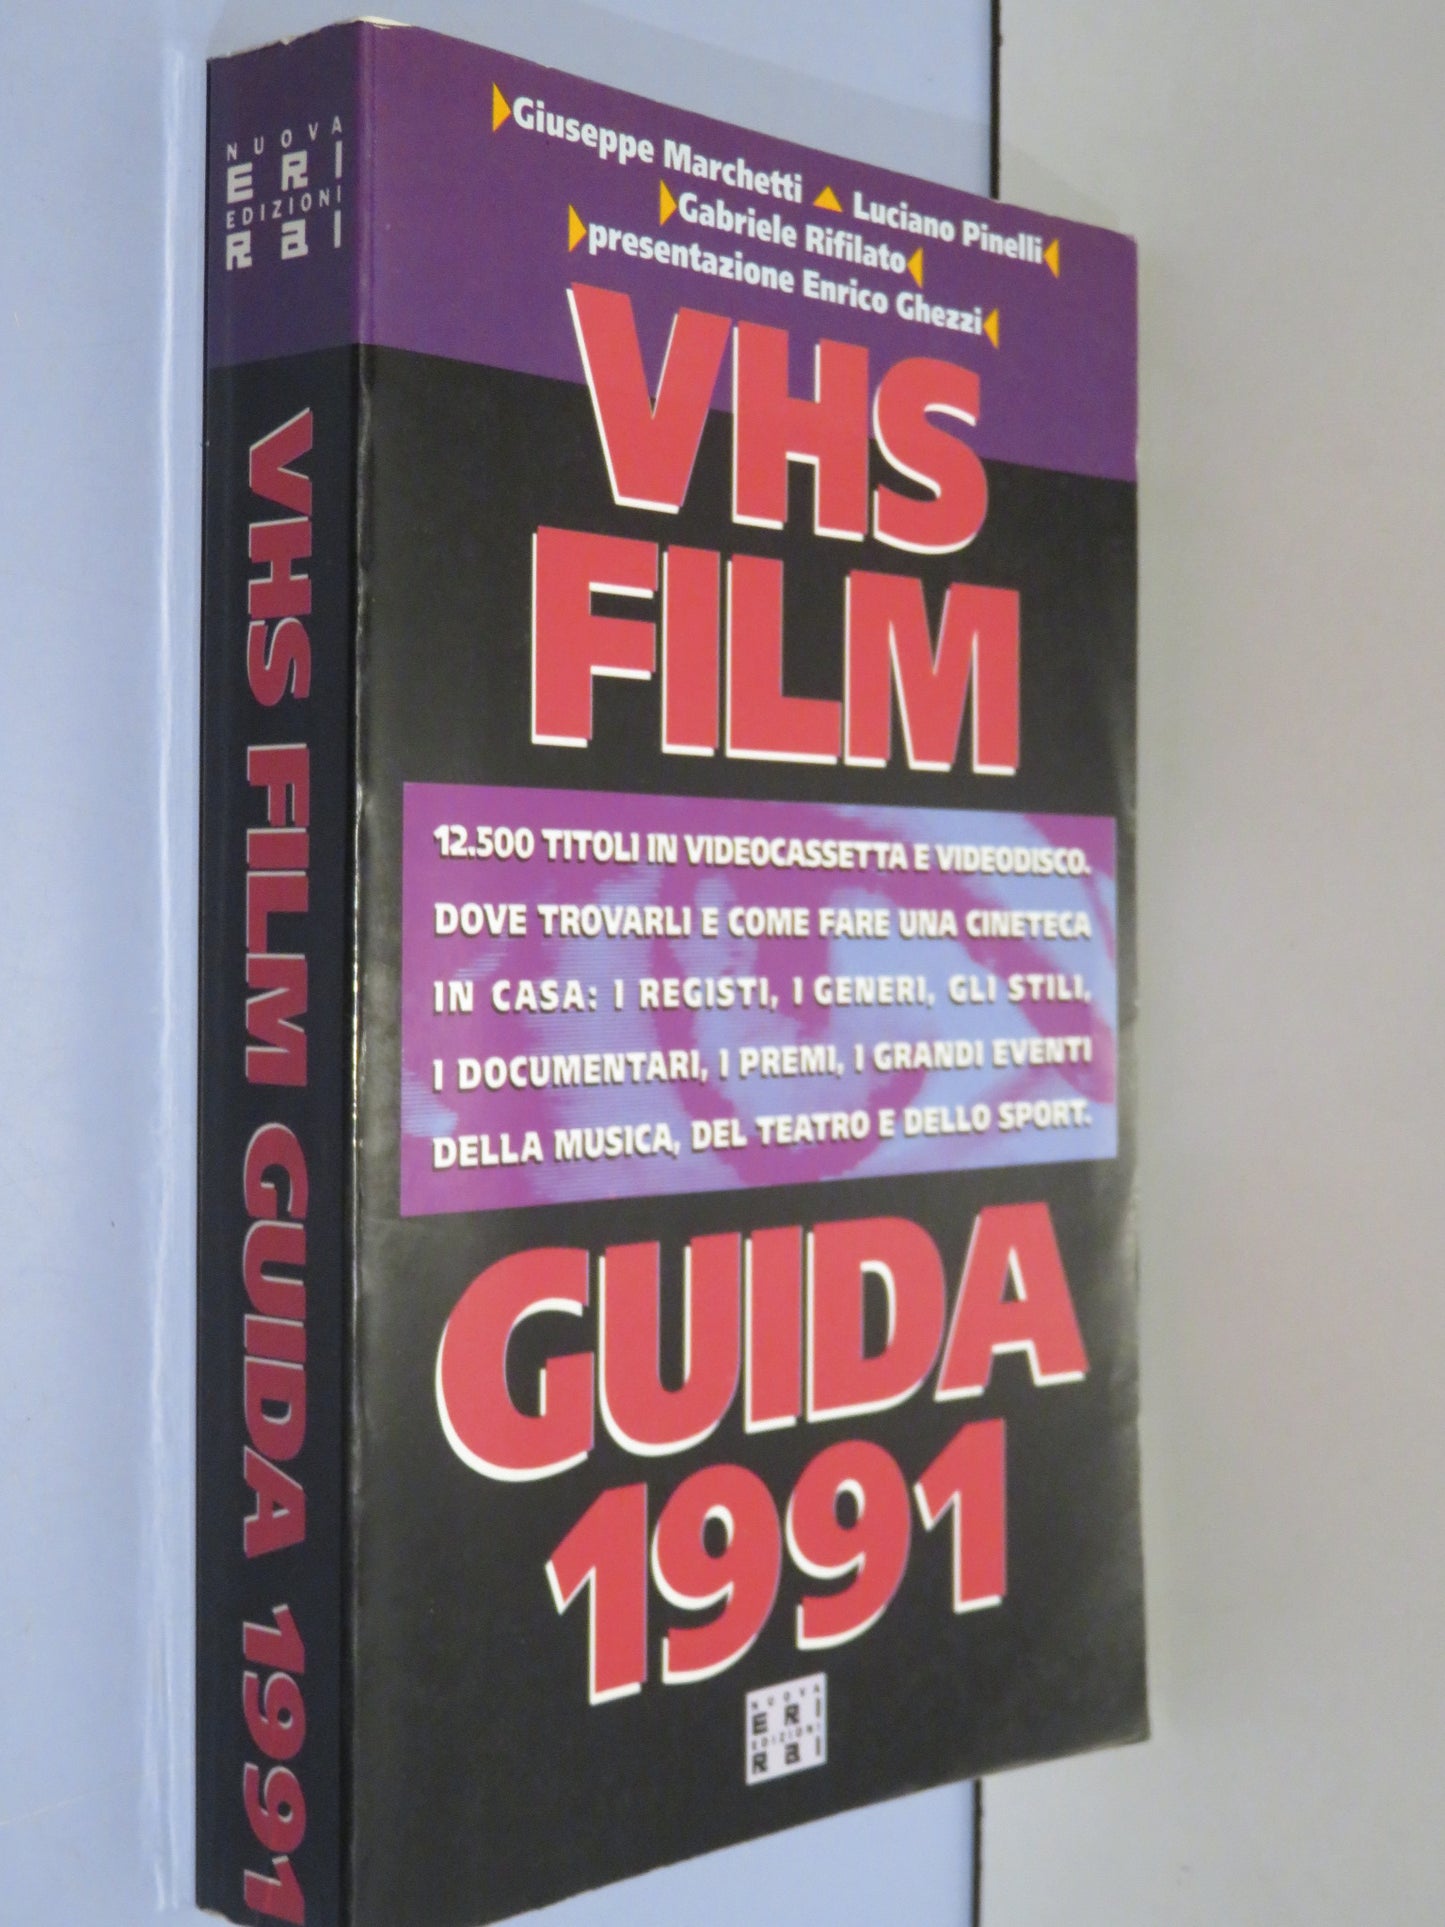 NUOVA
ERI
EDIZIONI
RaI
VHS FILM GUIDA 1991
Giuseppe Marchetti Luciano Pinelli
Gabriele Rifilato
presentazione Enrico Ghezzi
VHS
FILM
12.500 TITOLI IN VIDEOCASSETTA E VIDEODISCO.
DOVE TROVARLI E COME FARE UNA CINETECA
IN CASA: I REGISTI, I GENERI, GLI STILI,
I DOCUMENTARI, I PREMI, I GRANDI EVENTI
DELLA MUSICA, DEL TEATRO E DELLO SPORT.
GUIDA
1991
NUOVA
ERI
EDIZIONI
RaI